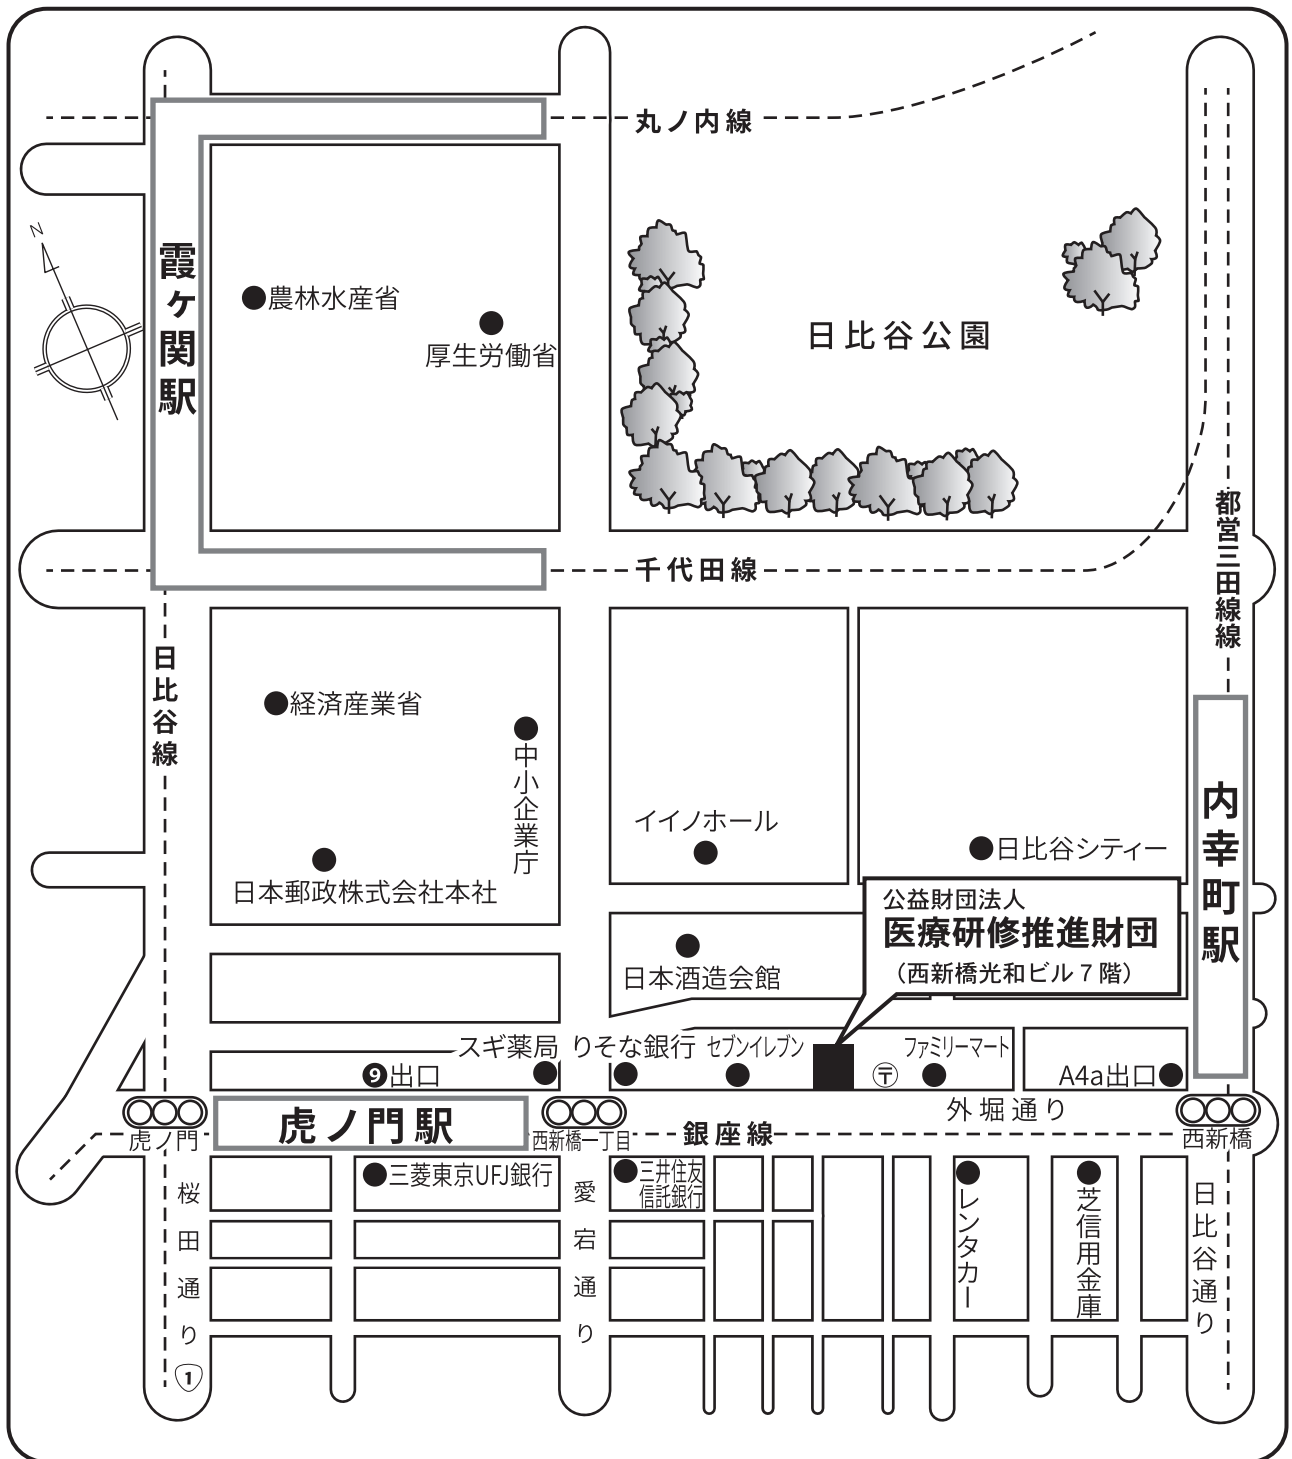 丸ノ内線
N
霞ケ関駅
農林水産省
厚生労働省
日比谷公園
都営三田線線
千代田線
日比谷線
経済産業省
中小企業庁
イイノホール
日比谷シティー
内幸町駅
日本郵政株式会社本社
公益財団法人
医療研修推進財団
（西新橋光和ビル７階）
日本酒造会館
スギ薬局
りそな銀行
セブンイレブン
ファミリーマート
9出口
〒
A4a出口
外堀通り
虎ノ門
虎ノ門駅
西新橋一丁目
銀座線
西新橋
三菱東京UFJ銀行
三井住友
信託銀行
桜田通り
愛宕通り
レンタカー
芝信用金庫
日比谷通り
1